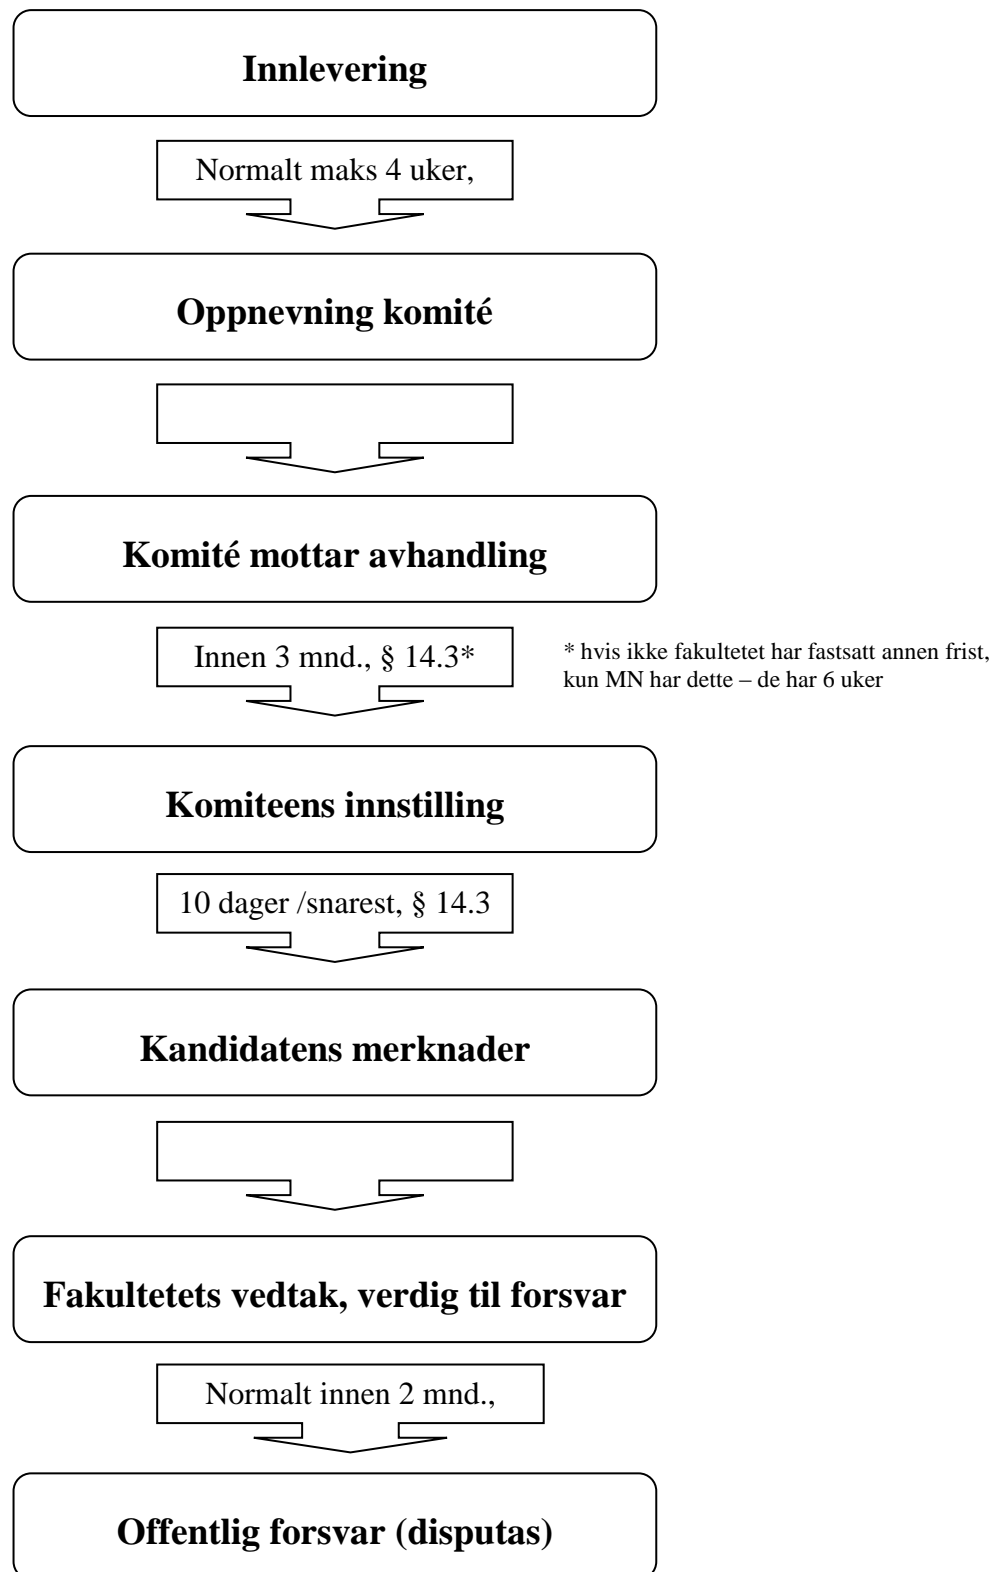 Innlevering
Normalt maks 4 uker,
Oppnevning komité
Komité mottar avhandling
Innen 3 mnd., § 14.3*
* hvis ikke fakultetet har fastsatt annen frist,
kun MN har dette – de har 6 uker
Komiteens innstilling
10 dager /snarest, § 14.3
Kandidatens merknader
Fakultetets vedtak, verdig til forsvar
Normalt innen 2 mnd.,
Offentlig forsvar (disputas)